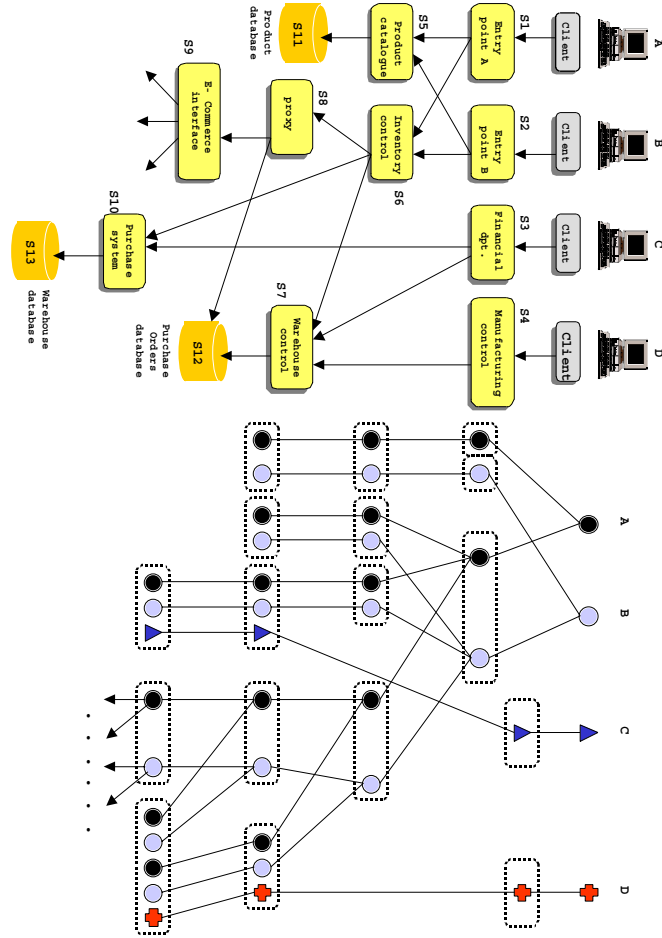 A
B
C
D
Client
Client
Client
Client
S1
Entry
point A
S2
Entry
point B
S3
Financial
dpt.
S4
Manufacturing
control
S5
Product
catalogue
Inventory
control
S6
S7
Warehouse
control
S8
proxy
S11
Product
database
S12
Purchase
Orders
database
S9
E- Commerce
interface
S10
Purchase
system
S13
Warehouse
database
A
B
C
D
. . . . . .